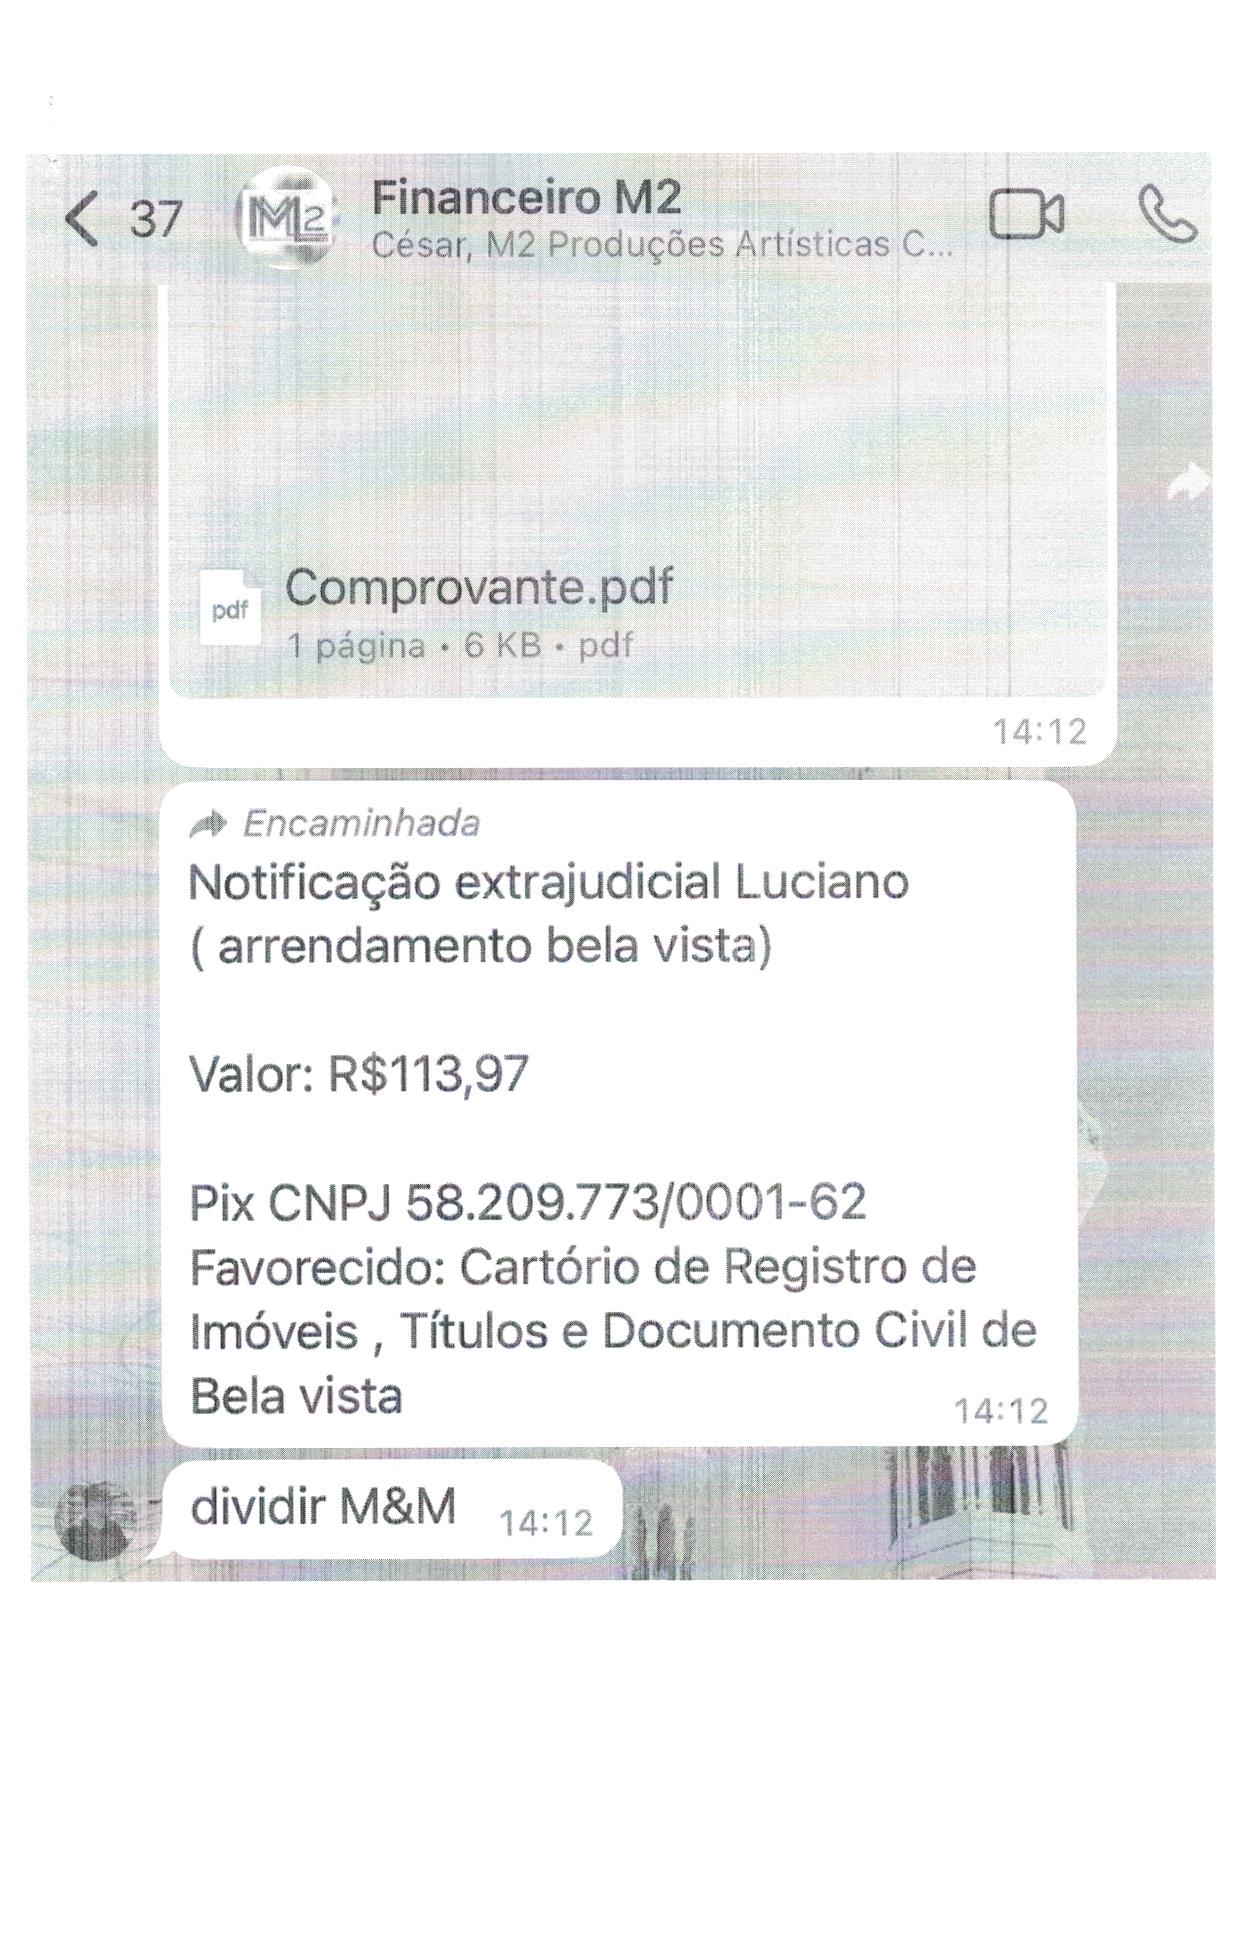 37
M2
Financeiro M2
César, M2 Produções Artísticas C...
pdf
Comprovante.pdf
1 página • 6 KB • pdf
14:12
Encaminhada
Notificação extrajudicial Luciano
( arrendamento bela vista)
Valor: R$113,97
Pix CNPJ 58.209.773/0001-62
Favorecido: Cartório de Registro de
Imóveis , Títulos e Documento Civil de
Bela vista
14:12
dividir M&M
14:12